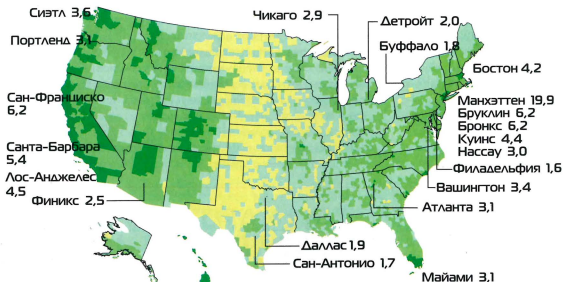 Сиэтл 3,6
Портленд 3,1
Сан-Франциско
6,2
Санта-Барбара
5,4
Лос-Анджелес
4,5
Финикс 2,5
Чикаго 2,9
Детройт 2,0
Буффало 1,8
Бостон 4,2
Манхэттен 19,9
Бруклин 6,2
Бронкс 6,2
Куинс 4,4
Нассау 3,0
Филадельфия 1,6
Вашингтон 3,4
Атланта 3,1
Даллас 1,9
Сан-Антонио 1,7
Майами 3,1